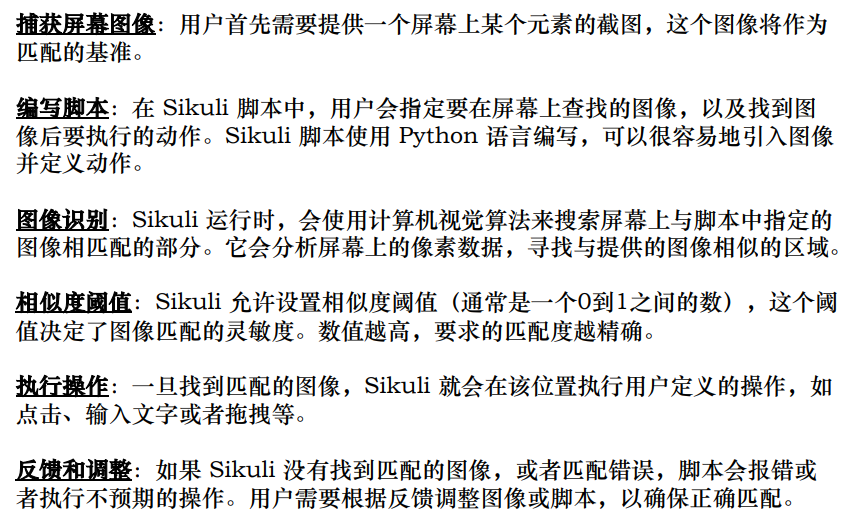 捕获屏幕图像：用户首先需要提供一个屏幕上某个元素的截图，这个图像将作为
匹配的基准。
编写脚本：在 Sikuli 脚本中，用户会指定要在屏幕上查找的图像，以及找到图
像后要执行的动作。Sikuli 脚本使用 Python 语言编写，可以很容易地引入图像
并定义动作。
图像识别：Sikuli 运行时，会使用计算机视觉算法来搜索屏幕上与脚本中指定的
图像相匹配的部分。它会分析屏幕上的像素数据，寻找与提供的图像相似的区域。
相似度阈值：Sikuli 允许设置相似度阈值（通常是一个0到1之间的数），这个阈
值决定了图像匹配的灵敏度。数值越高，要求的匹配度越精确。
执行操作：一旦找到匹配的图像，Sikuli 就会在该位置执行用户定义的操作，如
点击、输入文字或者拖拽等。
反馈和调整：如果 Sikuli 没有找到匹配的图像，或者匹配错误，脚本会报错或
者执行不预期的操作。用户需要根据反馈调整图像或脚本，以确保正确匹配。